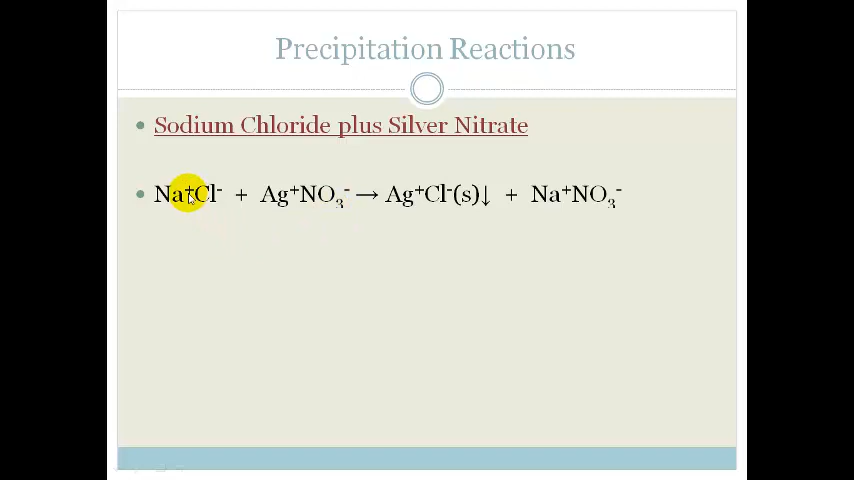 Precipitation Reactions
• Sodium Chloride plus Silver Nitrate
• Na⁺Cl⁻ + Ag⁺NO₃⁻ → Ag⁺Cl⁻(s)↓ + Na⁺NO₃⁻